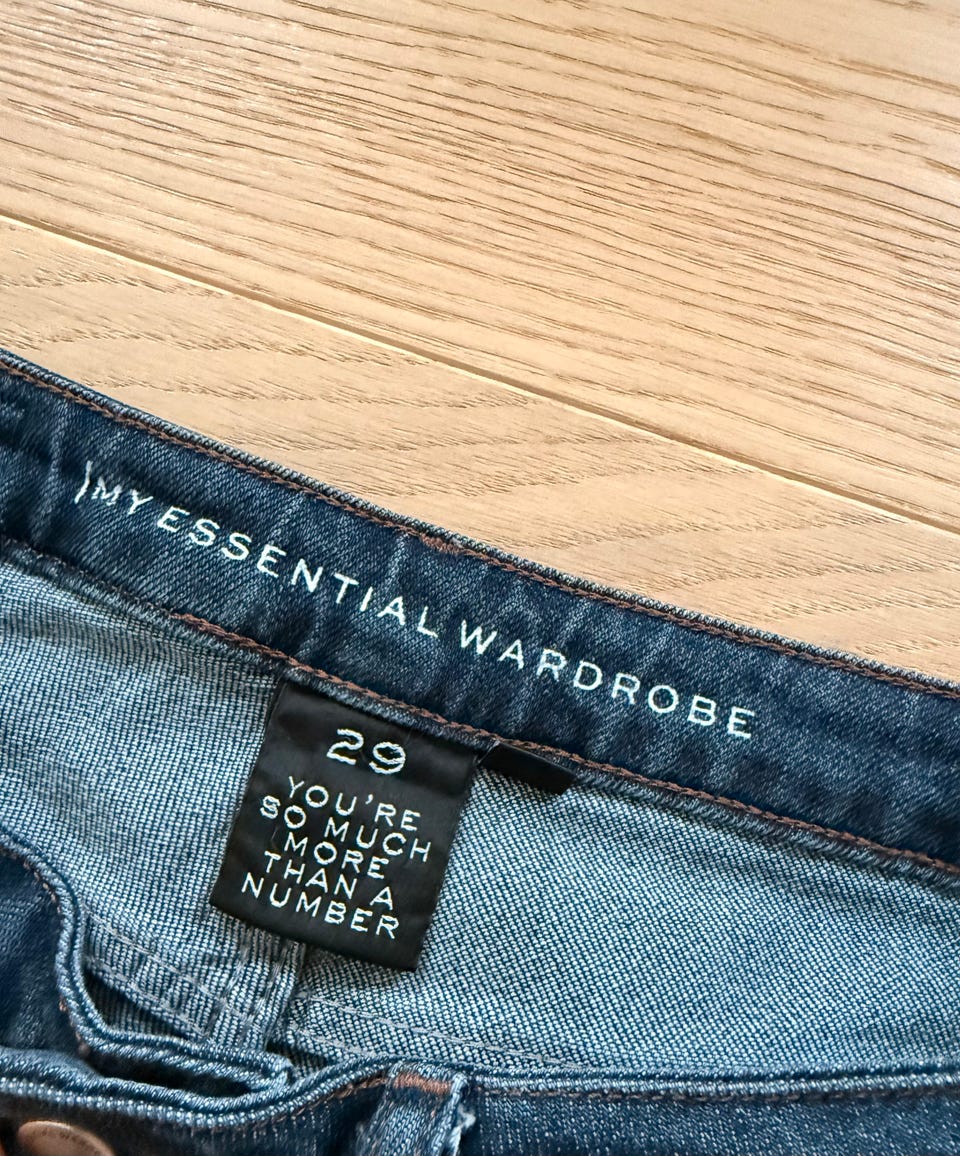 MY ESSENTIAL WARDROBE
29
YOU'RE
SO MUCH
MORE
THAN A
NUMBER